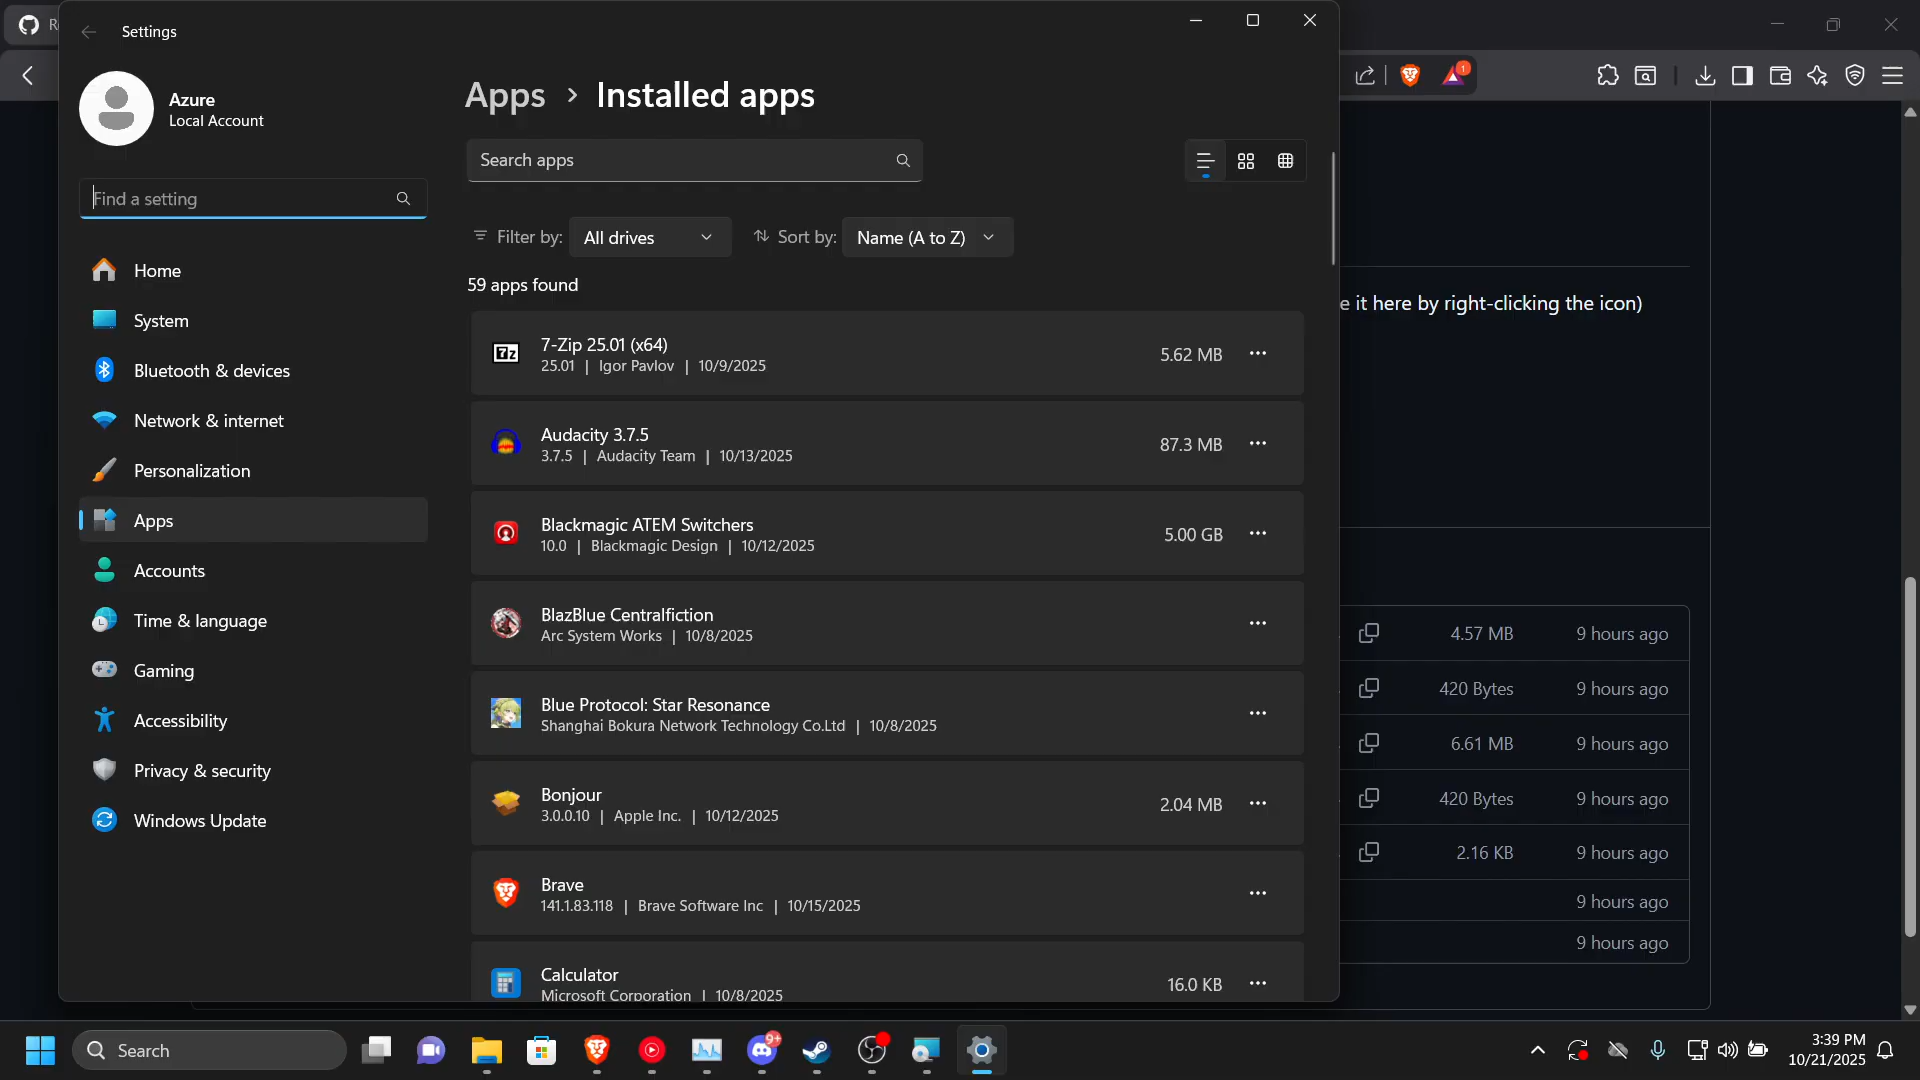 Settings
Azure
Local Account
Find a setting
Home
System
Bluetooth & devices
Network & internet
Personalization
Apps
Accounts
Time & language
Gaming
Accessibility
Privacy & security
Windows Update
Apps > Installed apps
Search apps
Filter by: All drives Sort by: Name (A to Z)
59 apps found
7-Zip 25.01 (x64)
25.01 | Igor Pavlov | 10/9/2025
5.62 MB
Audacity 3.7.5
3.7.5 | Audacity Team | 10/13/2025
87.3 MB
Blackmagic ATEM Switchers
10.0 | Blackmagic Design | 10/12/2025
5.00 GB
BlazBlue Centralfiction
Arc System Works | 10/8/2025
Blue Protocol: Star Resonance
Shanghai Bokura Network Technology Co.Ltd | 10/8/2025
Bonjour
3.0.0.10 | Apple Inc. | 10/12/2025
2.04 MB
Brave
141.1.83.118 | Brave Software Inc | 10/15/2025
Calculator
Microsoft Corporation | 10/8/2025
16.0 KB
1
e it here by right-clicking the icon)
4.57 MB 9 hours ago
420 Bytes 9 hours ago
6.61 MB 9 hours ago
420 Bytes 9 hours ago
2.16 KB 9 hours ago
9 hours ago
9 hours ago
Search
9+
3:39 PM
10/21/2025